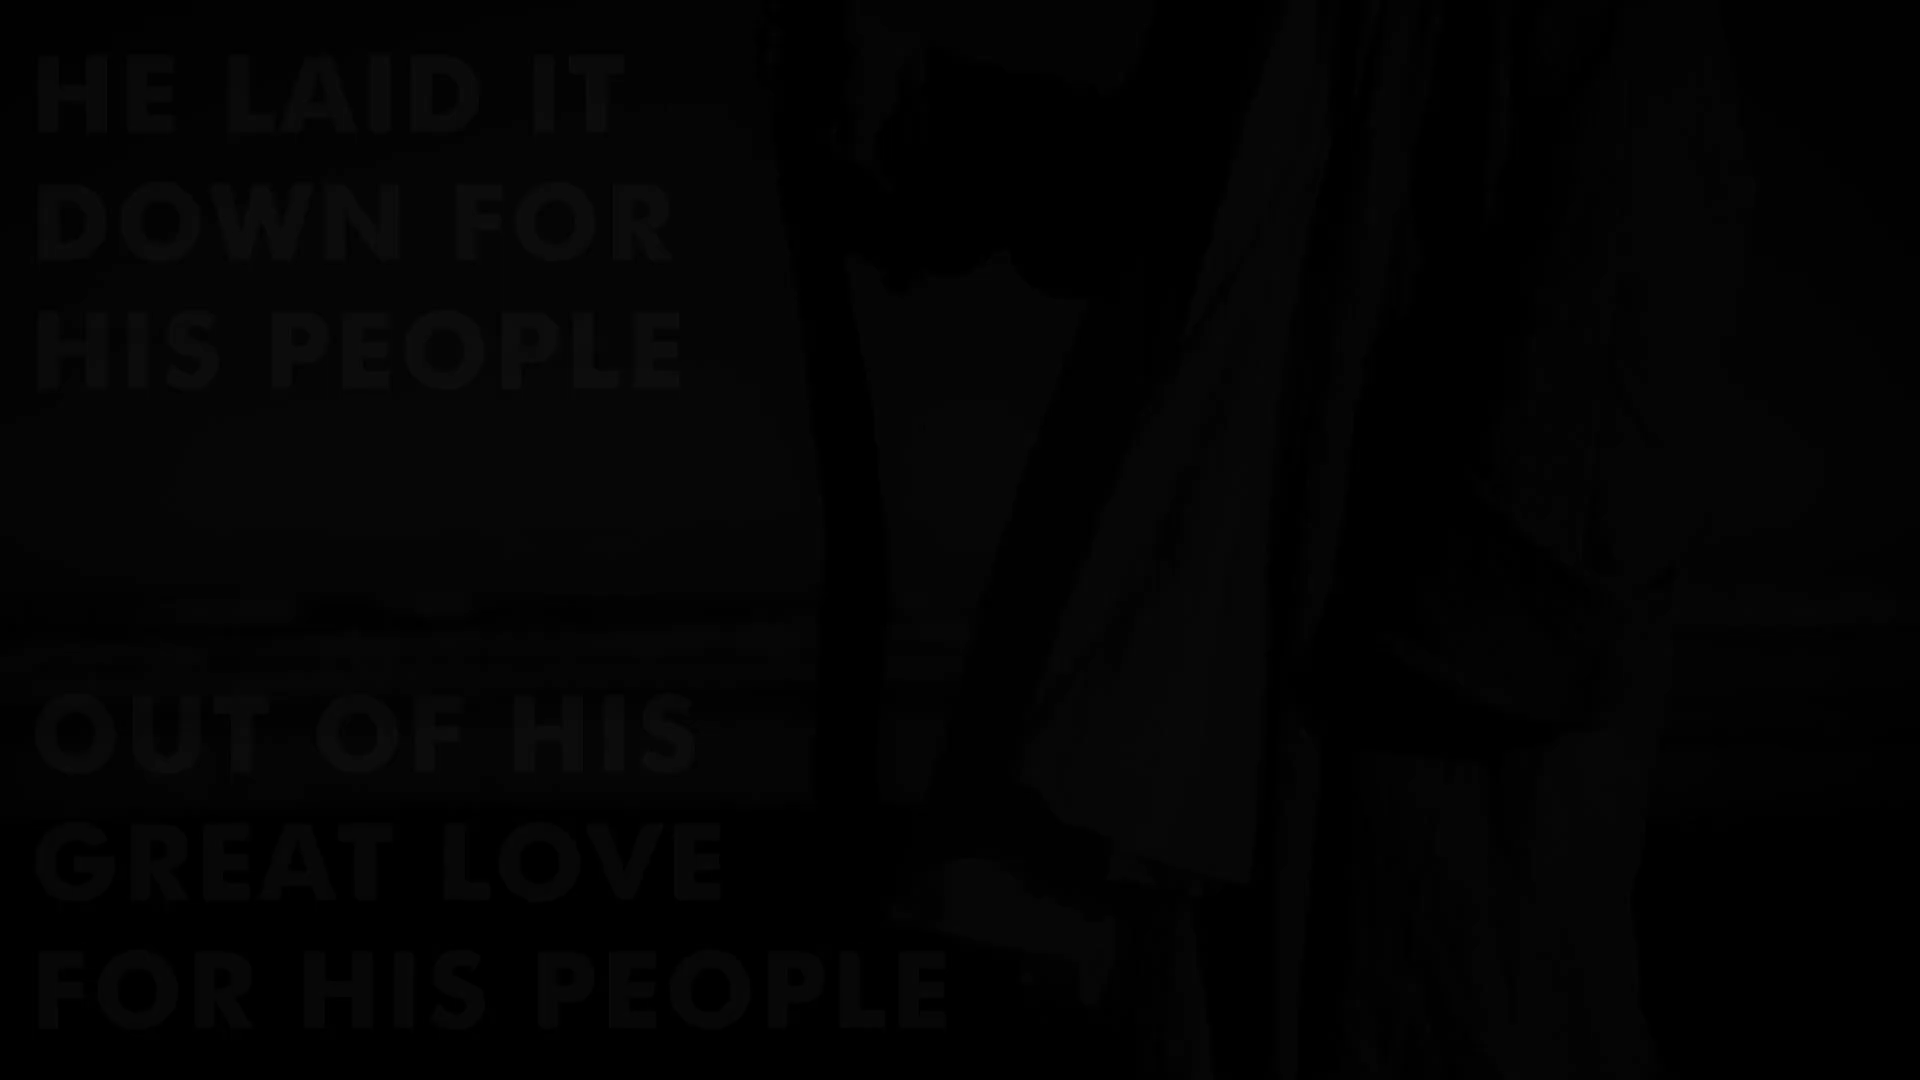 HE LAID IT
DOWN FOR
HIS PEOPLE
OUT OF HIS
GREAT LOVE
FOR HIS PEOPLE